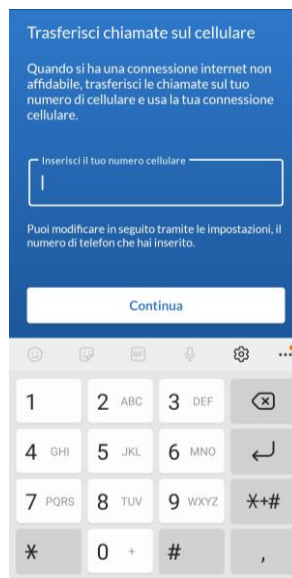 Trasferisci chiamate sul cellulare
Quando si ha una connessione internet non
affidabile, trasferisci le chiamate sul tuo
numero di cellulare e usa la tua connessione
cellulare.
Inserisci il tuo numero cellulare
Puoi modificare in seguito tramite le impostazioni, il
numero di telefon che hai inserito.
Continua
GIF
1 2 ABC 3 DEF
4 GHI 5 JKL 6 MNO
7 PQRS 8 TUV 9 WXYZ *+#
* 0 + # ,